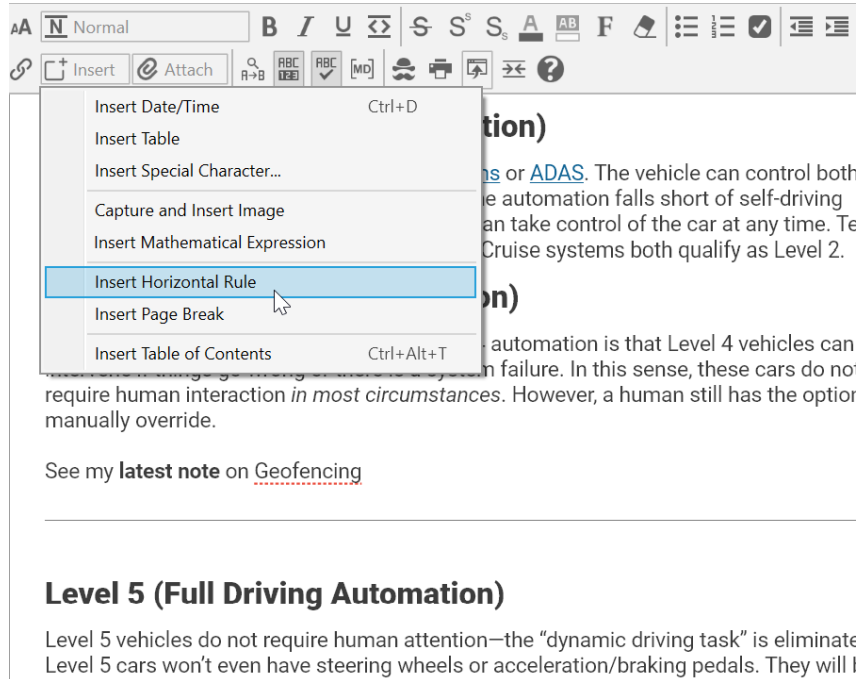 AA N Normal B I U <> S S^s S_s A AB F
Insert Attach A→B ABC 123 ABC [MD] ?
Insert Date/Time Ctrl+D
Insert Table
Insert Special Character...
Capture and Insert Image
Insert Mathematical Expression
Insert Horizontal Rule
Insert Page Break
Insert Table of Contents Ctrl+Alt+T
tion)
ns or ADAS. The vehicle can control both
e automation falls short of self-driving
an take control of the car at any time. Te
Cruise systems both qualify as Level 2.
on)
automation is that Level 4 vehicles can
failure. In this sense, these cars do not
require human interaction in most circumstances. However, a human still has the option
manually override.
See my latest note on Geofencing
Level 5 (Full Driving Automation)
Level 5 vehicles do not require human attention—the “dynamic driving task” is eliminate
Level 5 cars won’t even have steering wheels or acceleration/braking pedals. They will b